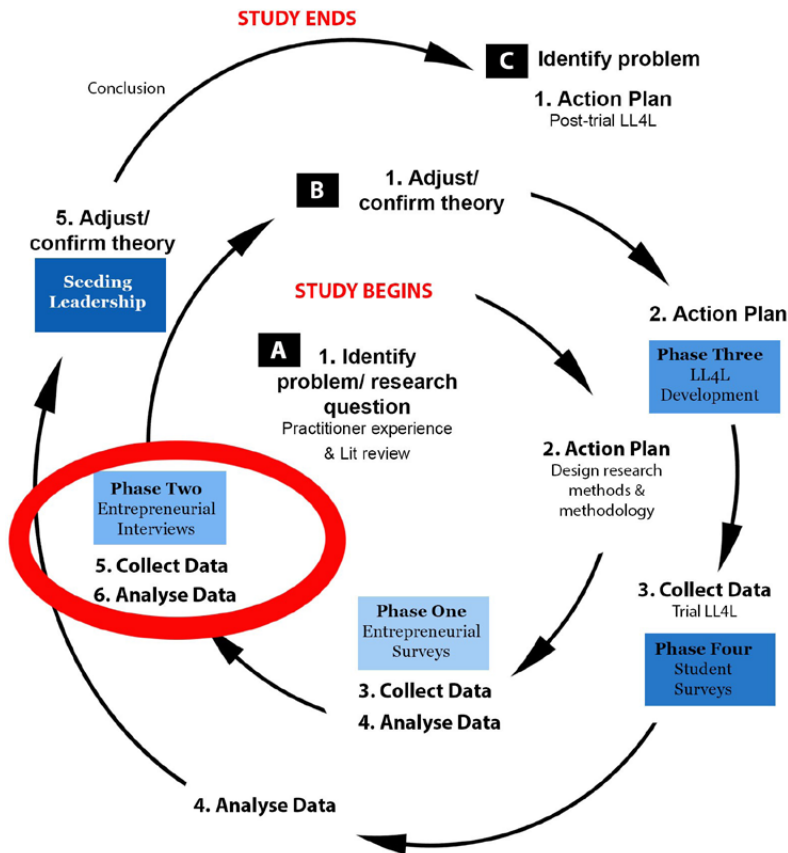 STUDY ENDS
C Identify problem
1. Action Plan
Post-trial LL4L
Conclusion
B 1. Adjust/
confirm theory
5. Adjust/
confirm theory
Seeding
Leadership
STUDY BEGINS
A
1. Identify
problem/ research
question
Practitioner experience
& Lit review
2. Action Plan
Phase Three
LL4L
Development
2. Action Plan
Design research
methods &
methodology
Phase Two
Entrepreneurial
Interviews
5. Collect Data
6. Analyse Data
3. Collect Data
Trial LL4L
Phase Four
Student
Surveys
Phase One
Entrepreneurial
Surveys
3. Collect Data
4. Analyse Data
4. Analyse Data